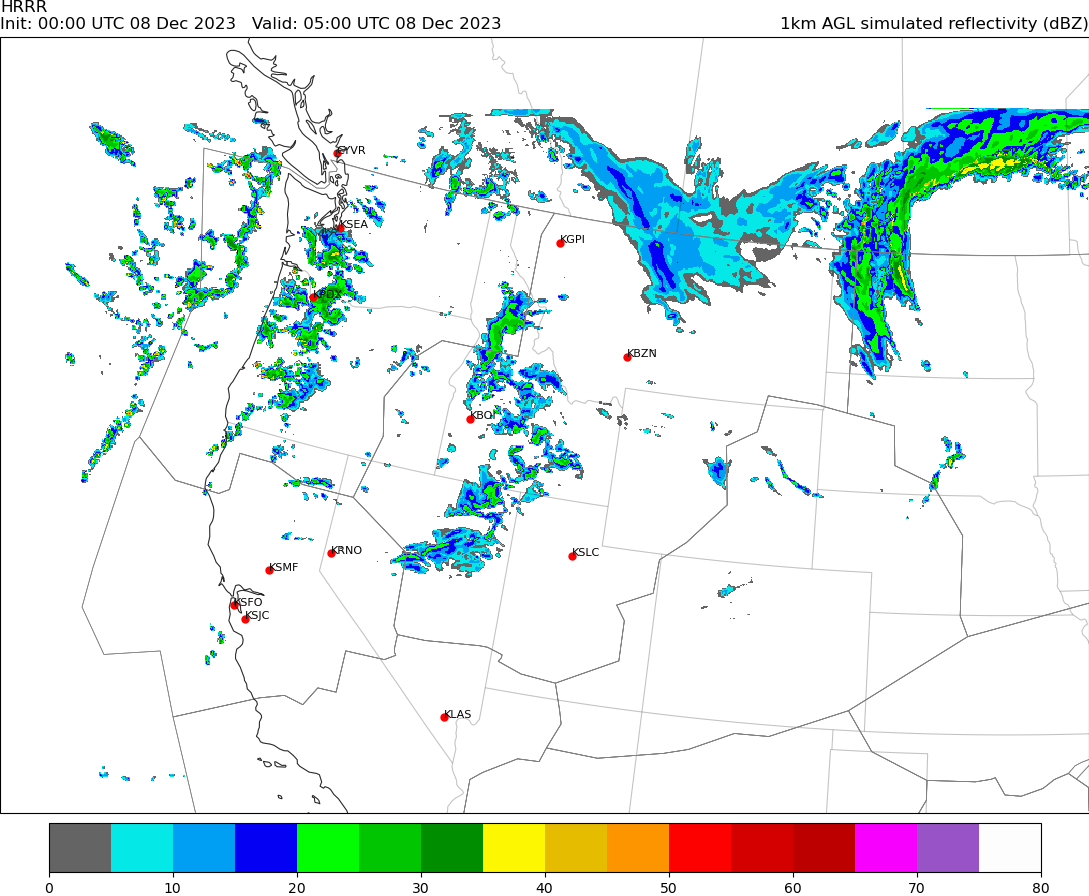 HRRR
Init: 00:00 UTC 08 Dec 2023   Valid: 05:00 UTC 08 Dec 2023
1km AGL simulated reflectivity (dBZ)
CYVR
KSEA
KGPI
KPDX
KBZN
KBOI
KRNO
KSLC
KSMF
KSFO
KSJC
KLAS
0 10 20 30 40 50 60 70 80